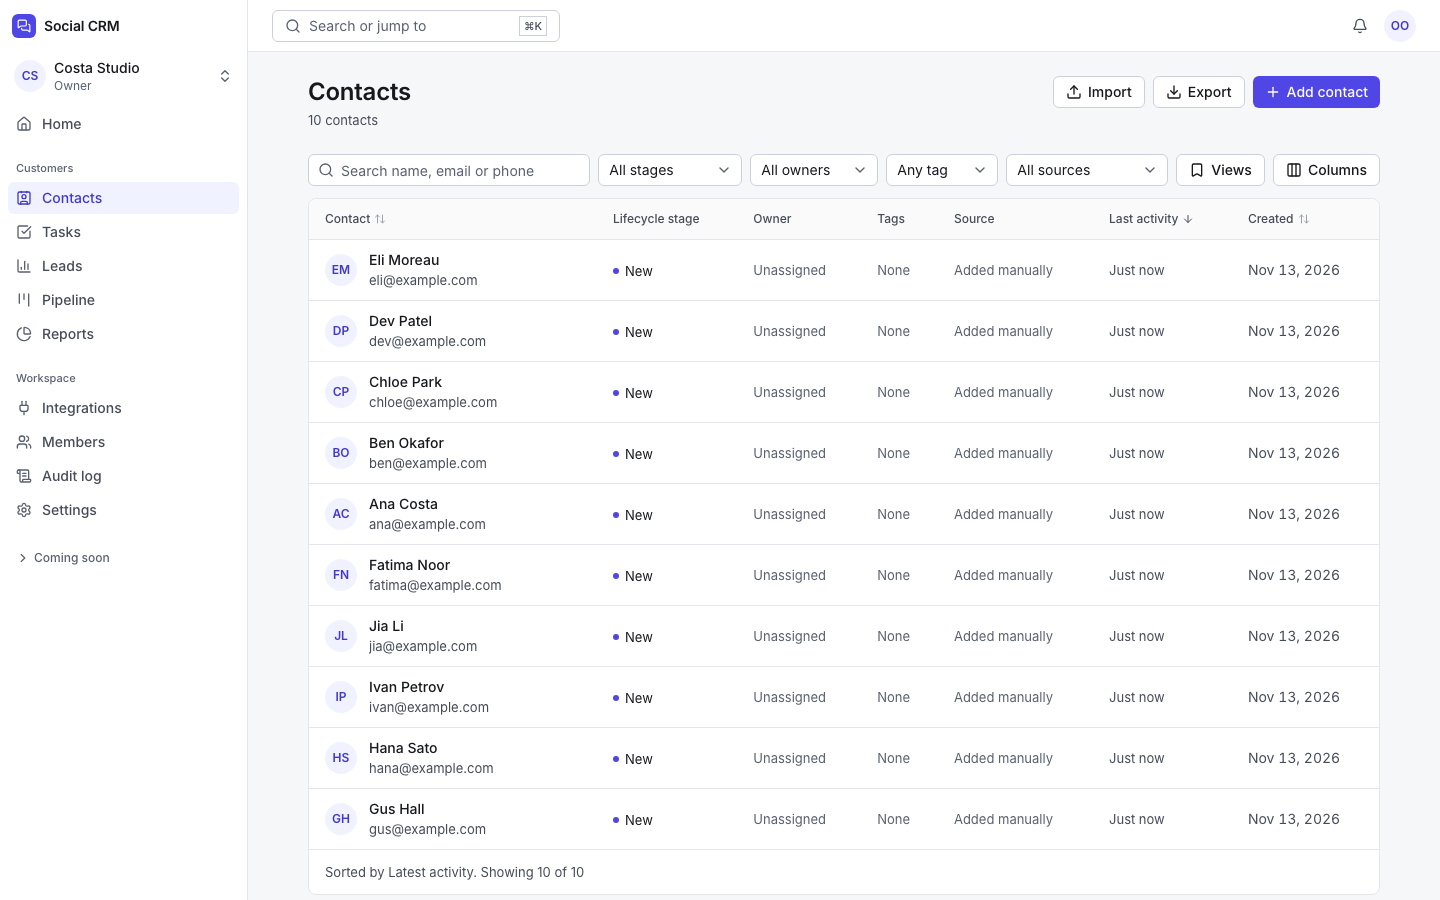 Social CRM
Search or jump to
⌘K
OO
CS
Costa Studio
Owner
Home
Customers
Contacts
Tasks
Leads
Pipeline
Reports
Workspace
Integrations
Members
Audit log
Settings
Coming soon
Contacts
10 contacts
Import
Export
Add contact
Search name, email or phone
All stages
All owners
Any tag
All sources
Views
Columns
Contact Lifecycle stage Owner Tags Source Last activity Created
EM Eli Moreau
eli@example.com
New Unassigned None Added manually Just now Nov 13, 2026
DP Dev Patel
dev@example.com
New Unassigned None Added manually Just now Nov 13, 2026
CP Chloe Park
chloe@example.com
New Unassigned None Added manually Just now Nov 13, 2026
BO Ben Okafor
ben@example.com
New Unassigned None Added manually Just now Nov 13, 2026
AC Ana Costa
ana@example.com
New Unassigned None Added manually Just now Nov 13, 2026
FN Fatima Noor
fatima@example.com
New Unassigned None Added manually Just now Nov 13, 2026
JL Jia Li
jia@example.com
New Unassigned None Added manually Just now Nov 13, 2026
IP Ivan Petrov
ivan@example.com
New Unassigned None Added manually Just now Nov 13, 2026
HS Hana Sato
hana@example.com
New Unassigned None Added manually Just now Nov 13, 2026
GH Gus Hall
gus@example.com
New Unassigned None Added manually Just now Nov 13, 2026
Sorted by Latest activity. Showing 10 of 10